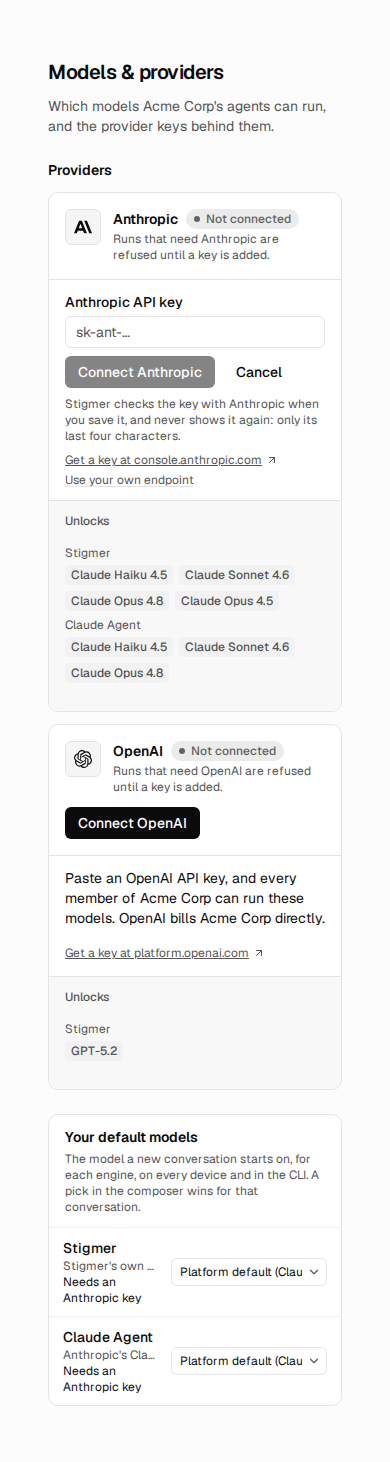 Models & providers
Which models Acme Corp's agents can run,
and the provider keys behind them.
Providers
Anthropic
Not connected
Runs that need Anthropic are
refused until a key is added.
Anthropic API key
sk-ant-...
Connect Anthropic
Cancel
Stigmer checks the key with Anthropic when
you save it, and never shows it again: only its
last four characters.
Get a key at console.anthropic.com
Use your own endpoint
Unlocks
Stigmer
Claude Haiku 4.5
Claude Sonnet 4.6
Claude Opus 4.8
Claude Opus 4.5
Claude Agent
Claude Haiku 4.5
Claude Sonnet 4.6
Claude Opus 4.8
OpenAI
Not connected
Runs that need OpenAI are refused
until a key is added.
Connect OpenAI
Paste an OpenAI API key, and every
member of Acme Corp can run these
models. OpenAI bills Acme Corp directly.
Get a key at platform.openai.com
Unlocks
Stigmer
GPT-5.2
Your default models
The model a new conversation starts on, for
each engine, on every device and in the CLI. A
pick in the composer wins for that
conversation.
Stigmer
Stigmer's own ...
Needs an
Anthropic key
Platform default (Clau
Claude Agent
Anthropic's Cla...
Needs an
Anthropic key
Platform default (Clau